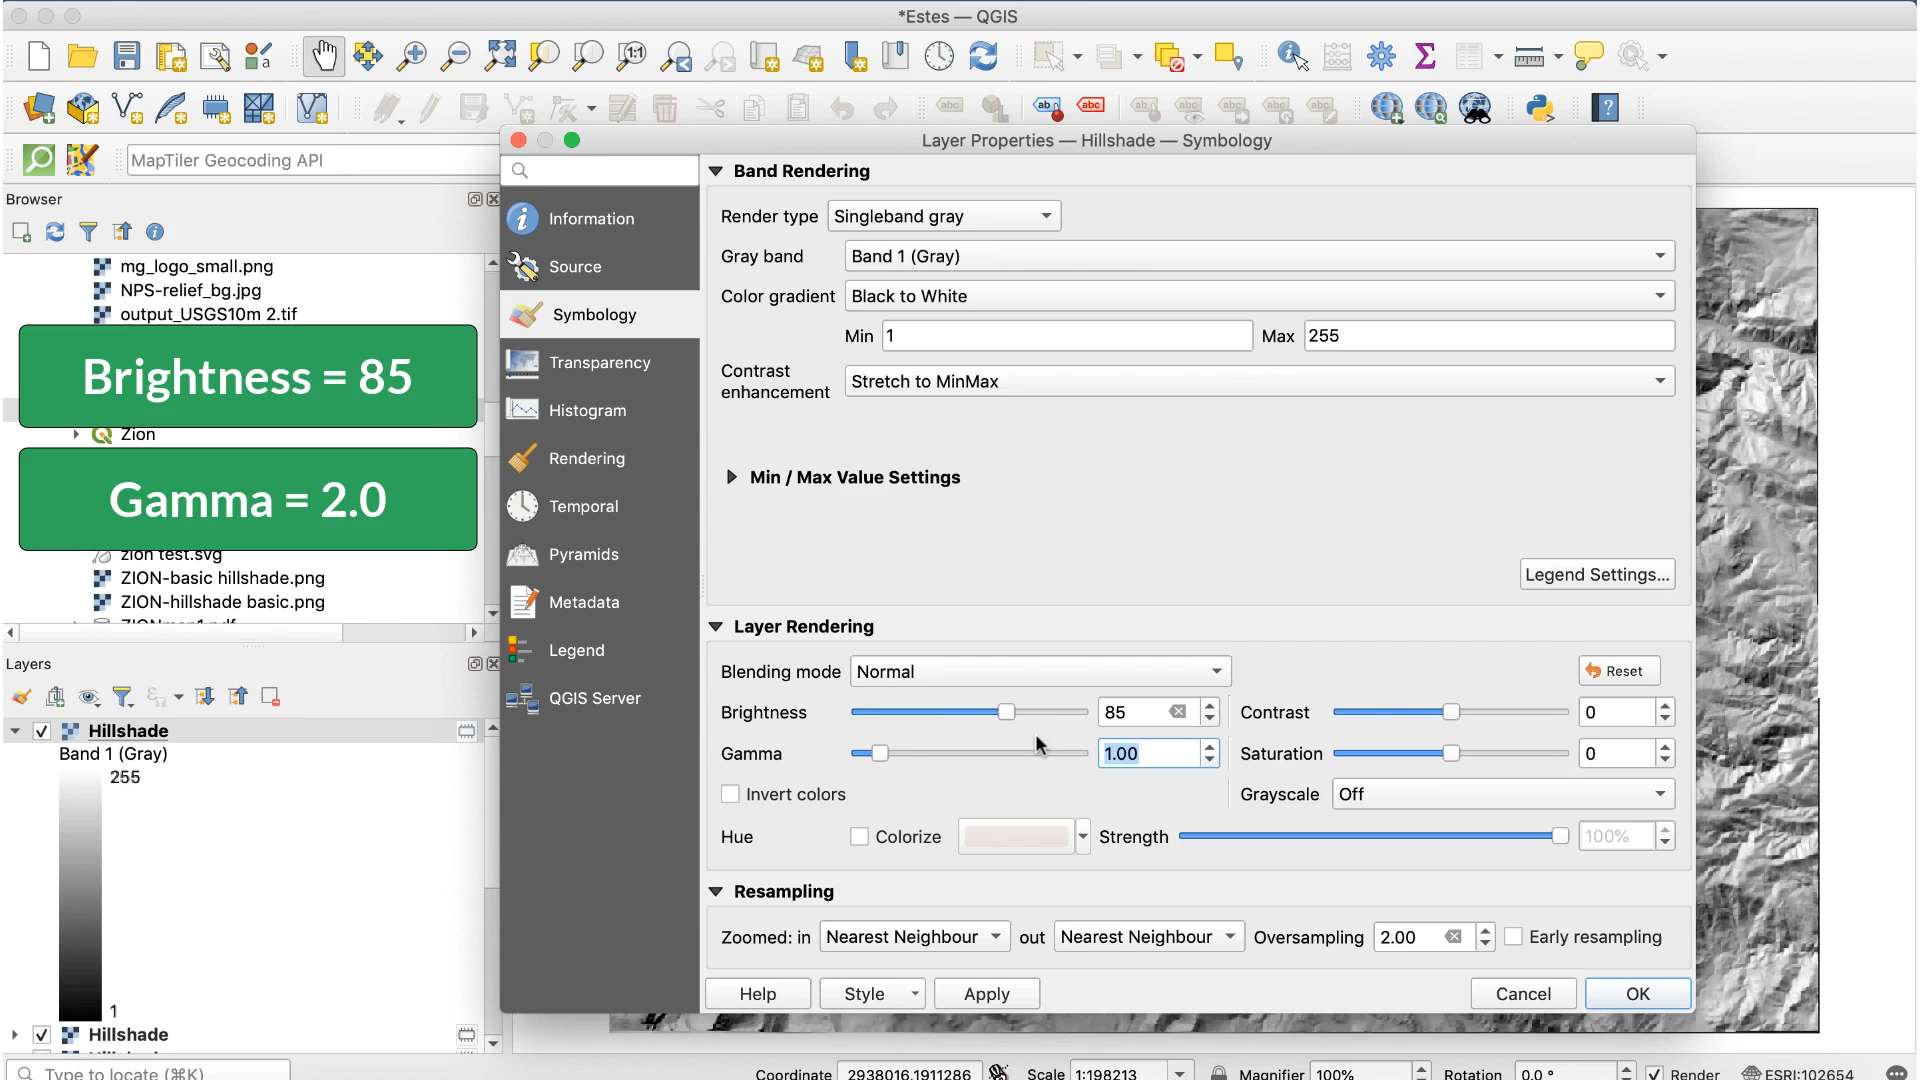 *Estes — QGIS
MapTiler Geocoding API
Browser
mg_logo_small.png
NPS-relief_bg.jpg
output_USGS10m 2.tif
Brightness = 85
Zion
Gamma = 2.0
zion test.svg
ZION-basic hillshade.png
ZION-hillshade basic.png
ZIONmap1.pdf
Layers
Hillshade
Band 1 (Gray)
255
1
Hillshade
Type to locate (⌘K)
Layer Properties — Hillshade — Symbology
Information
Source
Symbology
Transparency
Histogram
Rendering
Temporal
Pyramids
Metadata
Legend
QGIS Server
Band Rendering
Render type Singleband gray
Gray band Band 1 (Gray)
Color gradient Black to White
Min 1 Max 255
Contrast
enhancement Stretch to MinMax
Min / Max Value Settings
Legend Settings...
Layer Rendering
Blending mode Normal Reset
Brightness 85 Contrast 0
Gamma 1.00 Saturation 0
Invert colors Grayscale Off
Hue Colorize Strength 100%
Resampling
Zoomed: in Nearest Neighbour out Nearest Neighbour Oversampling 2.00 Early resampling
Help Style Apply Cancel OK
Coordinate 2938016.1911286 Scale 1:198213 Magnifier 100% Rotation 0.0 ° Render ESRI:102654